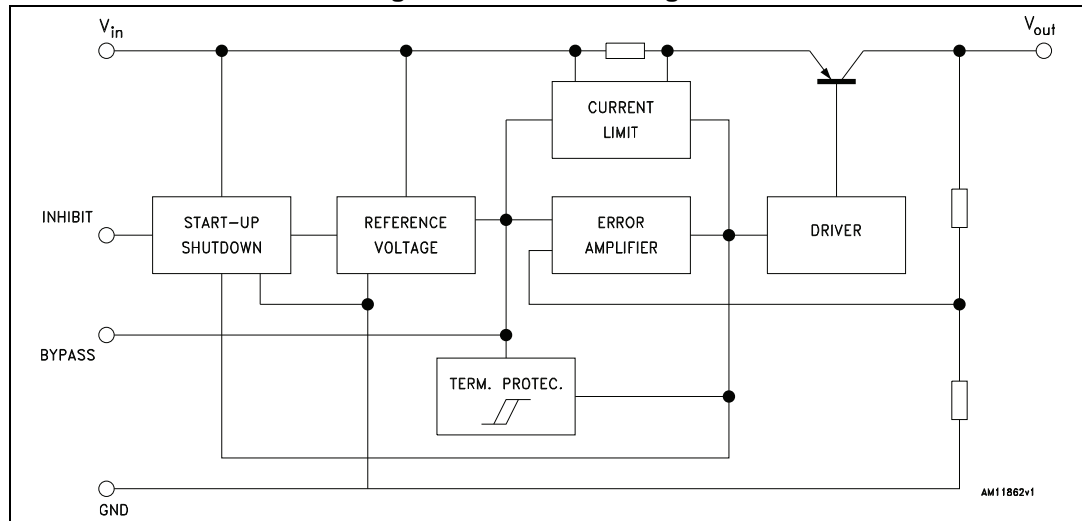 Vin
Vout
CURRENT
LIMIT
INHIBIT
START-UP
SHUTDOWN
REFERENCE
VOLTAGE
ERROR
AMPLIFIER
DRIVER
BYPASS
TERM. PROTEC.
GND
AM11862v1